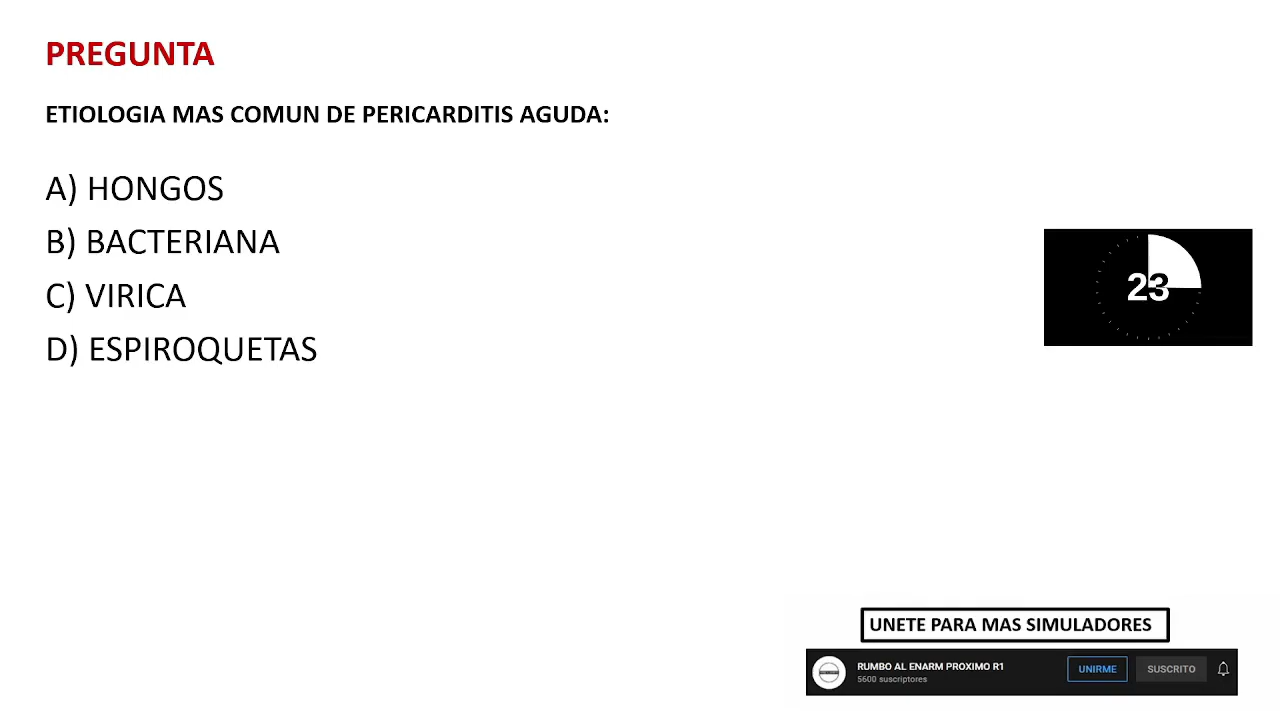 PREGUNTA
ETIOLOGIA MAS COMUN DE PERICARDITIS AGUDA:
A) HONGOS
B) BACTERIANA
C) VIRICA
D) ESPIROQUETAS
23
UNETE PARA MAS SIMULADORES
RUMBO AL ENARM PROXIMO R1
5600 suscriptores
UNIRME
SUSCRITO